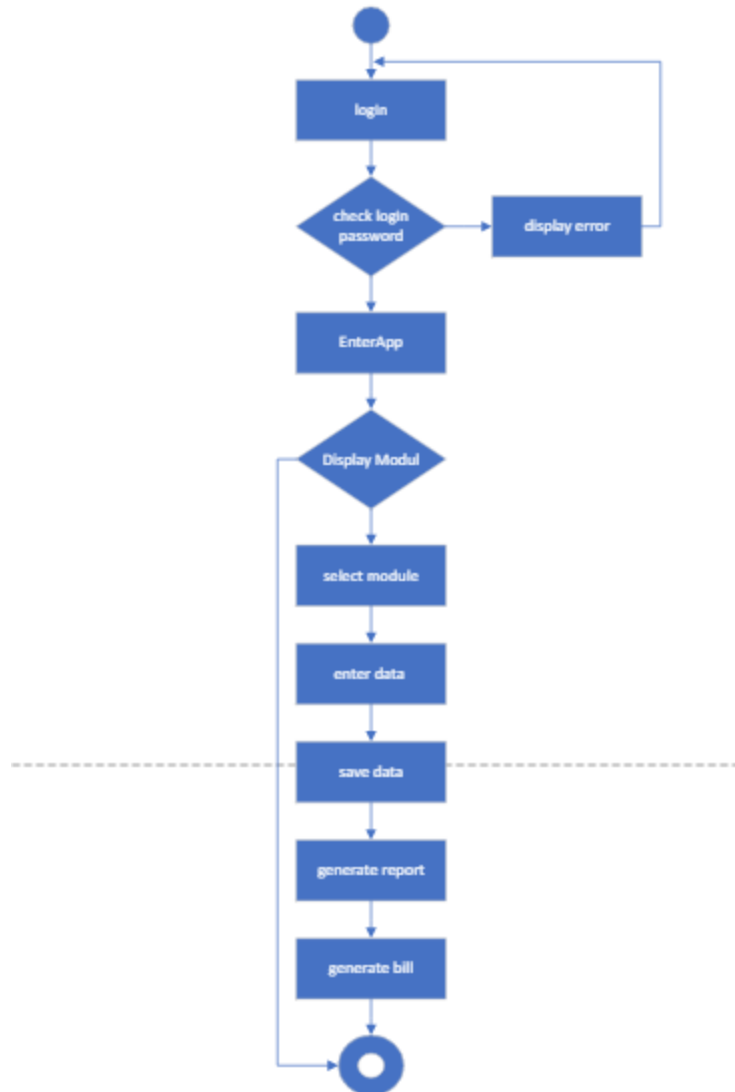 login
check login
password
display error
EnterApp
Display Modul
select module
enter data
save data
generate report
generate bill